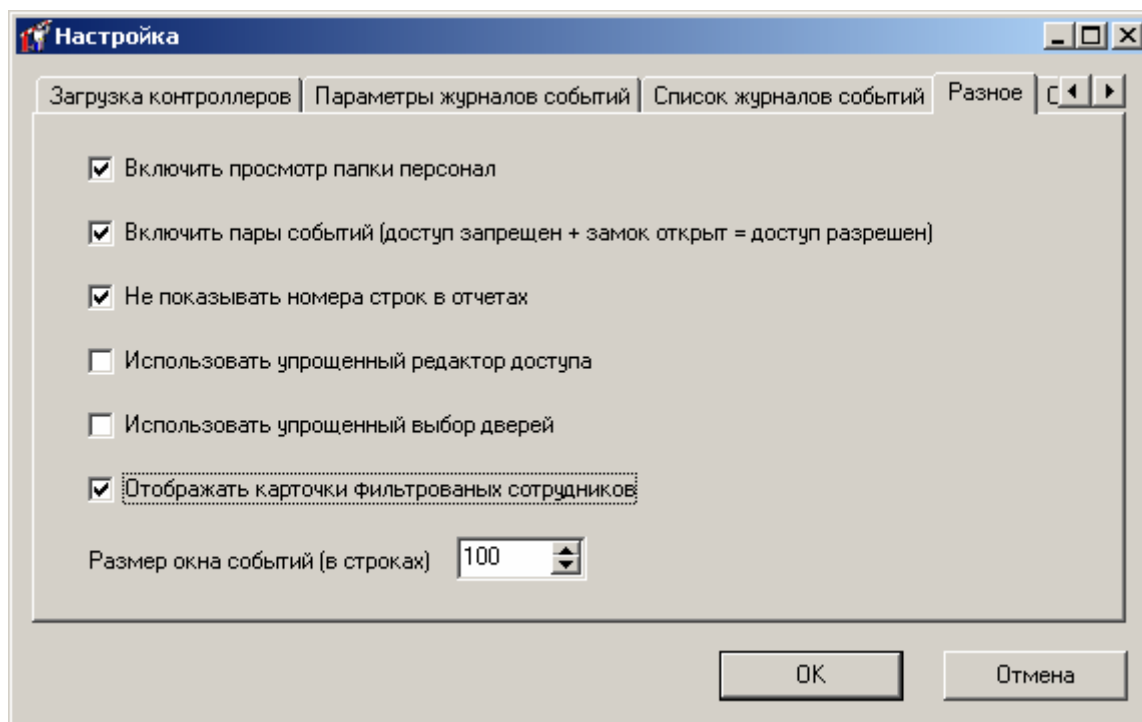 Настройка
Загрузка контроллеров Параметры журналов событий Список журналов событий Разное
Включить просмотр папки персонал
Включить пары событий (доступ запрещен + замок открыт = доступ разрешен)
Не показывать номера строк в отчетах
Использовать упрощенный редактор доступа
Использовать упрощенный выбор дверей
Отображать карточки фильтрованых сотрудников
Размер окна событий (в строках) 100
OK Отмена